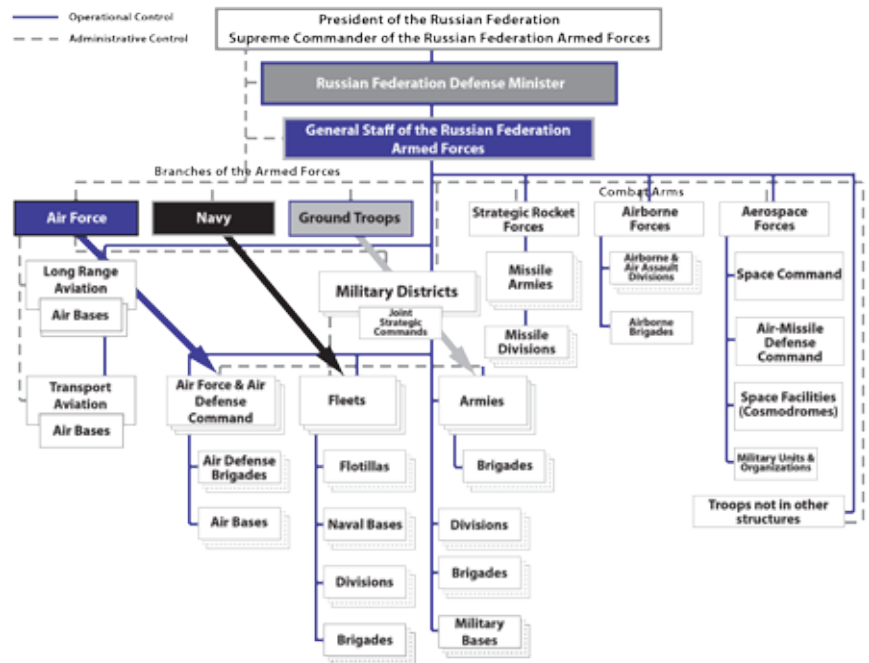 Operational Control
Administrative Control
President of the Russian Federation
Supreme Commander of the Russian Federation Armed Forces
Russian Federation Defense Minister
General Staff of the Russian Federation
Armed Forces
Branches of the Armed Forces
Combat Arms
Air Force
Navy
Ground Troops
Strategic Rocket
Forces
Airborne
Forces
Aerospace
Forces
Long Range
Aviation
Air Bases
Transport
Aviation
Air Bases
Military Districts
Joint
Strategic
Commands
Missile
Armies
Missile
Divisions
Airborne &
Air Assault
Divisions
Airborne
Brigades
Space Command
Air-Missile
Defense
Command
Space Facilities
(Cosmodromes)
Military Units &
Organizations
Troops not in other
structures
Air Force & Air
Defense
Command
Air Defense
Brigades
Air Bases
Fleets
Flotillas
Naval Bases
Divisions
Brigades
Armies
Brigades
Divisions
Brigades
Military
Bases